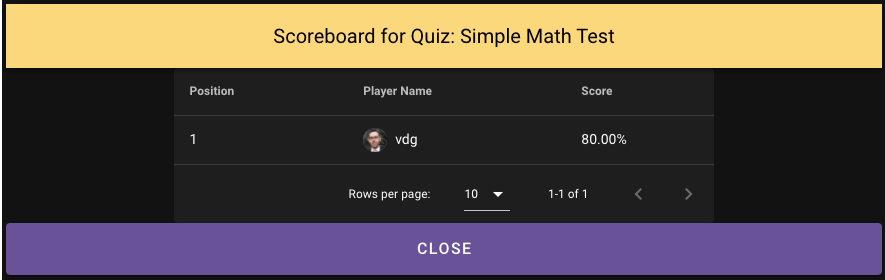 Scoreboard for Quiz: Simple Math Test
Position Player Name Score
1 vdg 80.00%
Rows per page: 10 1-1 of 1
CLOSE